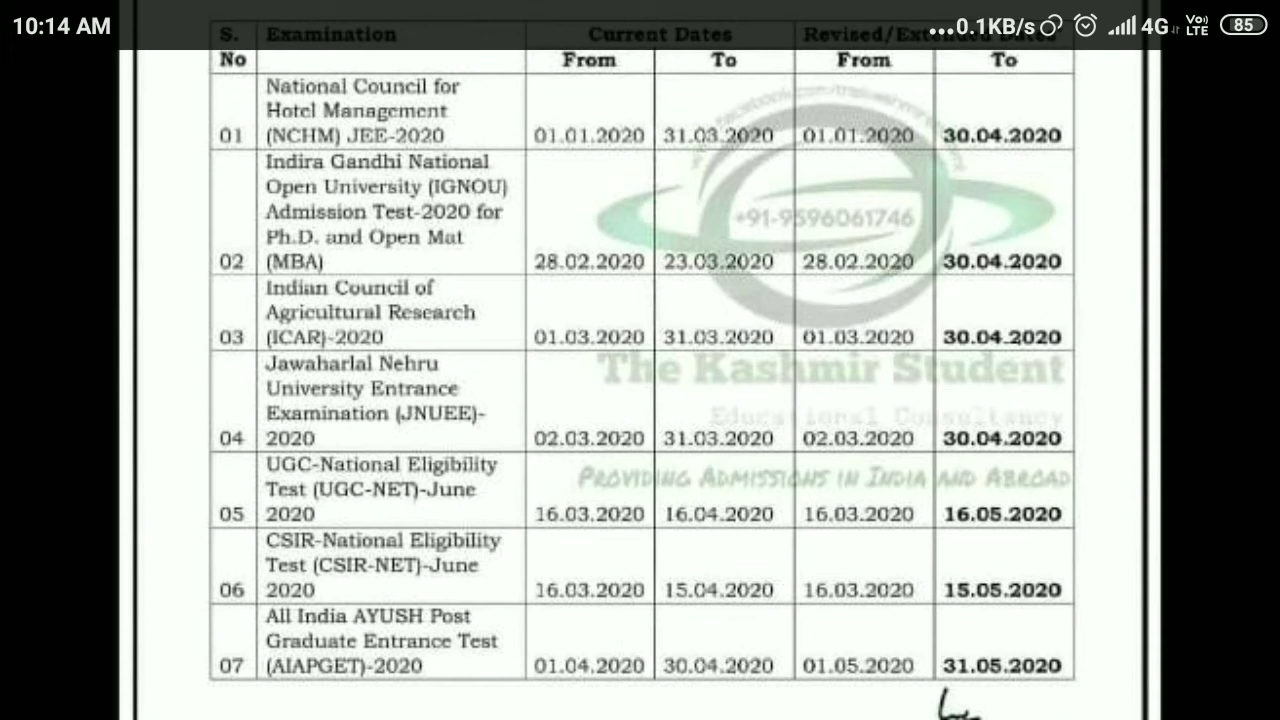 10:14 AM
...0.1KB/s 4G VoLTE 85
S. Examination Current Dates Revised/Extended Dates
No From To From To
National Council for
Hotel Management
01 (NCHM) JEE-2020 01.01.2020 31.03.2020 01.01.2020 30.04.2020
Indira Gandhi National
Open University (IGNOU)
Admission Test-2020 for
Ph.D. and Open Mat
02 (MBA) 28.02.2020 23.03.2020 28.02.2020 30.04.2020
Indian Council of
Agricultural Research
03 (ICAR)-2020 01.03.2020 31.03.2020 01.03.2020 30.04.2020
Jawaharlal Nehru
University Entrance
Examination (JNUEE)-
04 2020 02.03.2020 31.03.2020 02.03.2020 30.04.2020
UGC-National Eligibility
Test (UGC-NET)-June
05 2020 16.03.2020 16.04.2020 16.03.2020 16.05.2020
CSIR-National Eligibility
Test (CSIR-NET)-June
06 2020 16.03.2020 15.04.2020 16.03.2020 15.05.2020
All India AYUSH Post
Graduate Entrance Test
07 (AIAPGET)-2020 01.04.2020 30.04.2020 01.05.2020 31.05.2020
+91-9596061746
The Kashmir Student
Educational Consultancy
PROVIDING ADMISSIONS IN INDIA AND ABROAD